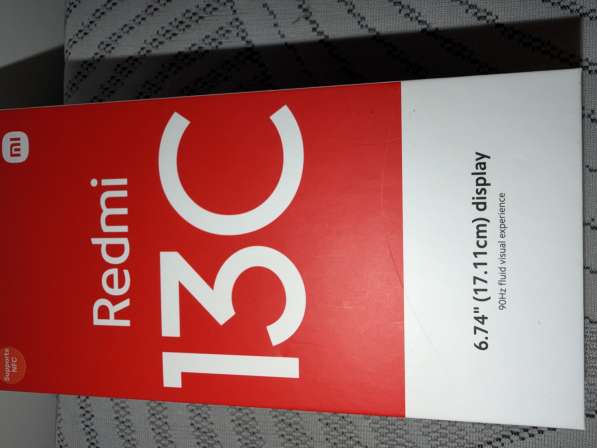 mi
Redmi
13C
Supports
NFC
6.74" (17.11cm) display
90Hz fluid visual experience